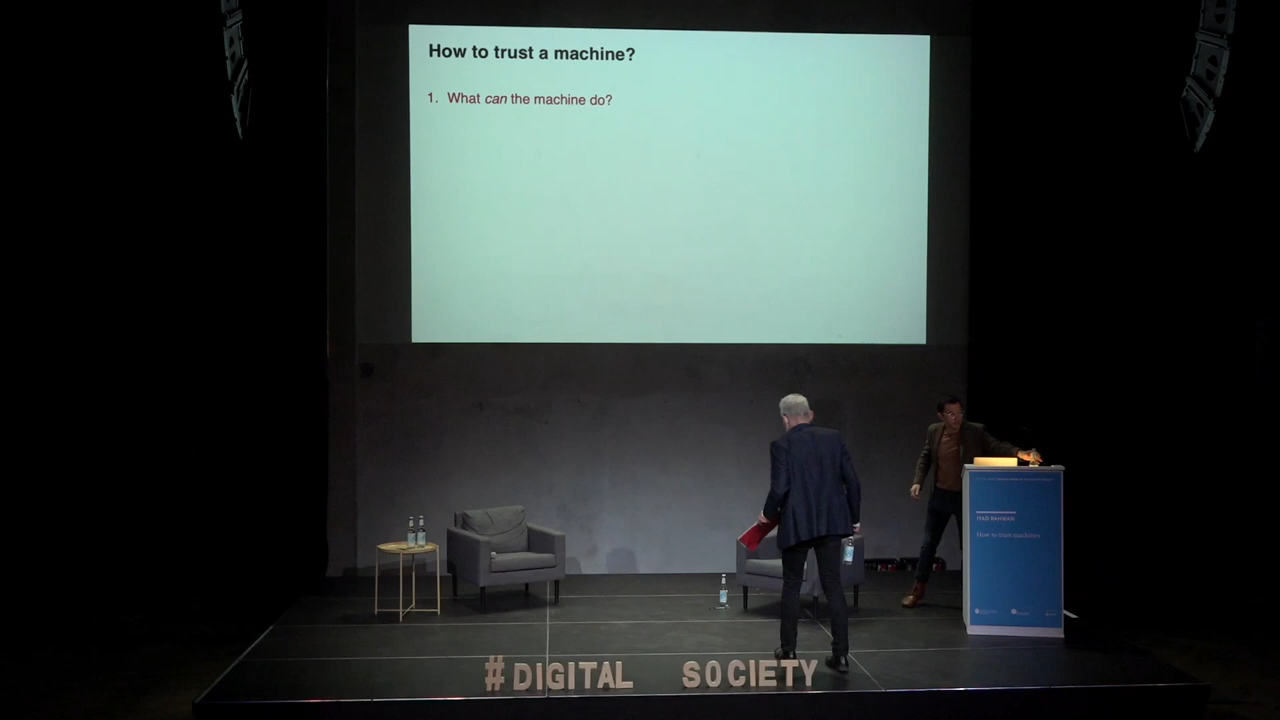 How to trust a machine?
1. What can the machine do?
IYAD RAHWAN
How to trust machines
#DIGITAL SOCIETY